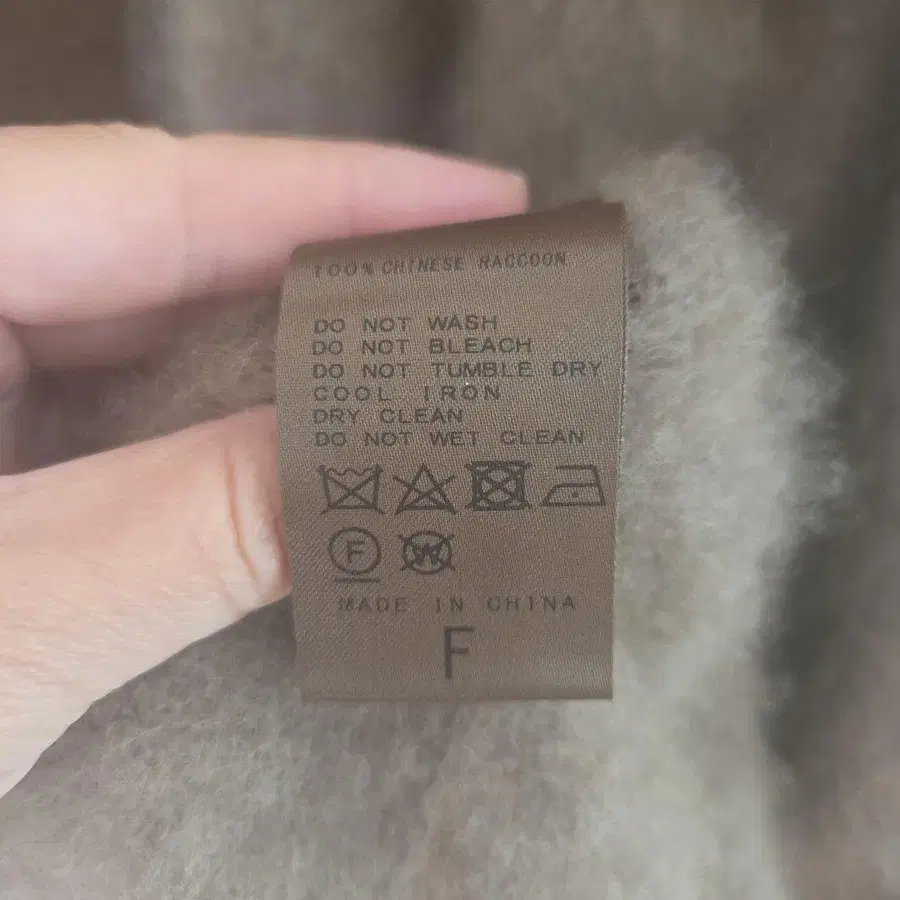 100% CHINESE RACCOON
DO NOT WASH
DO NOT BLEACH
DO NOT TUMBLE DRY
COOL IRON
DRY CLEAN
DO NOT WET CLEAN
F W
MADE IN CHINA
F